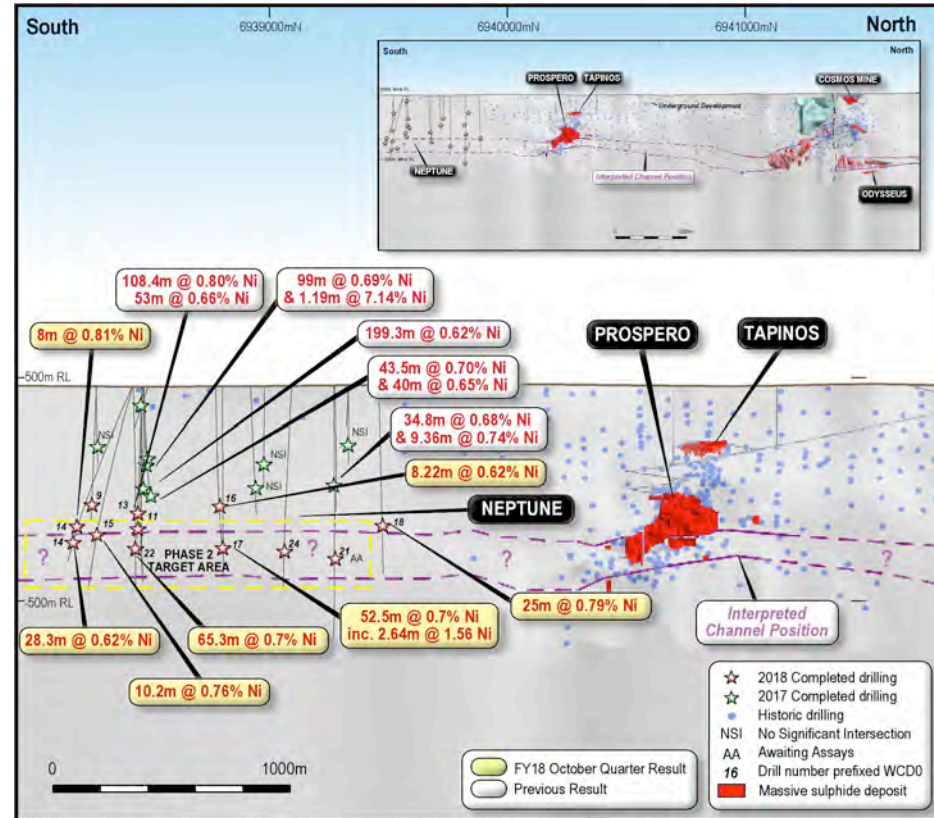 South
6939000mN
6940000mN
6941000mN
North
South
North
PROSPERO
TAPINOS
COSMOS MINE
Underground Development
NEPTUNE
Interpreted Channel Position
ODYSSEUS
108.4m @ 0.80% Ni
53m @ 0.66% Ni
99m @ 0.69% Ni
& 1.19m @ 7.14% Ni
8m @ 0.81% Ni
199.3m @ 0.62% Ni
PROSPERO
TAPINOS
500m RL
43.5m @ 0.70% Ni
& 40m @ 0.65% Ni
34.8m @ 0.68% Ni
& 9.36m @ 0.74% Ni
NSI
NSI
NSI
NSI
8.22m @ 0.62% Ni
9
16
13
NEPTUNE
14
11
15
18
14
?
22
PHASE 2
TARGET AREA
17
24
?
21
AA
?
?
-500m RL
28.3m @ 0.62% Ni
65.3m @ 0.7% Ni
52.5m @ 0.7% Ni
inc. 2.64m @ 1.56 Ni
25m @ 0.79% Ni
Interpreted
Channel Position
10.2m @ 0.76% Ni
2018 Completed drilling
2017 Completed drilling
Historic drilling
NSI No Significant Intersection
AA Awaiting Assays
16 Drill number prefixed WCD0
Massive sulphide deposit
FY18 October Quarter Result
Previous Result
0
1000m